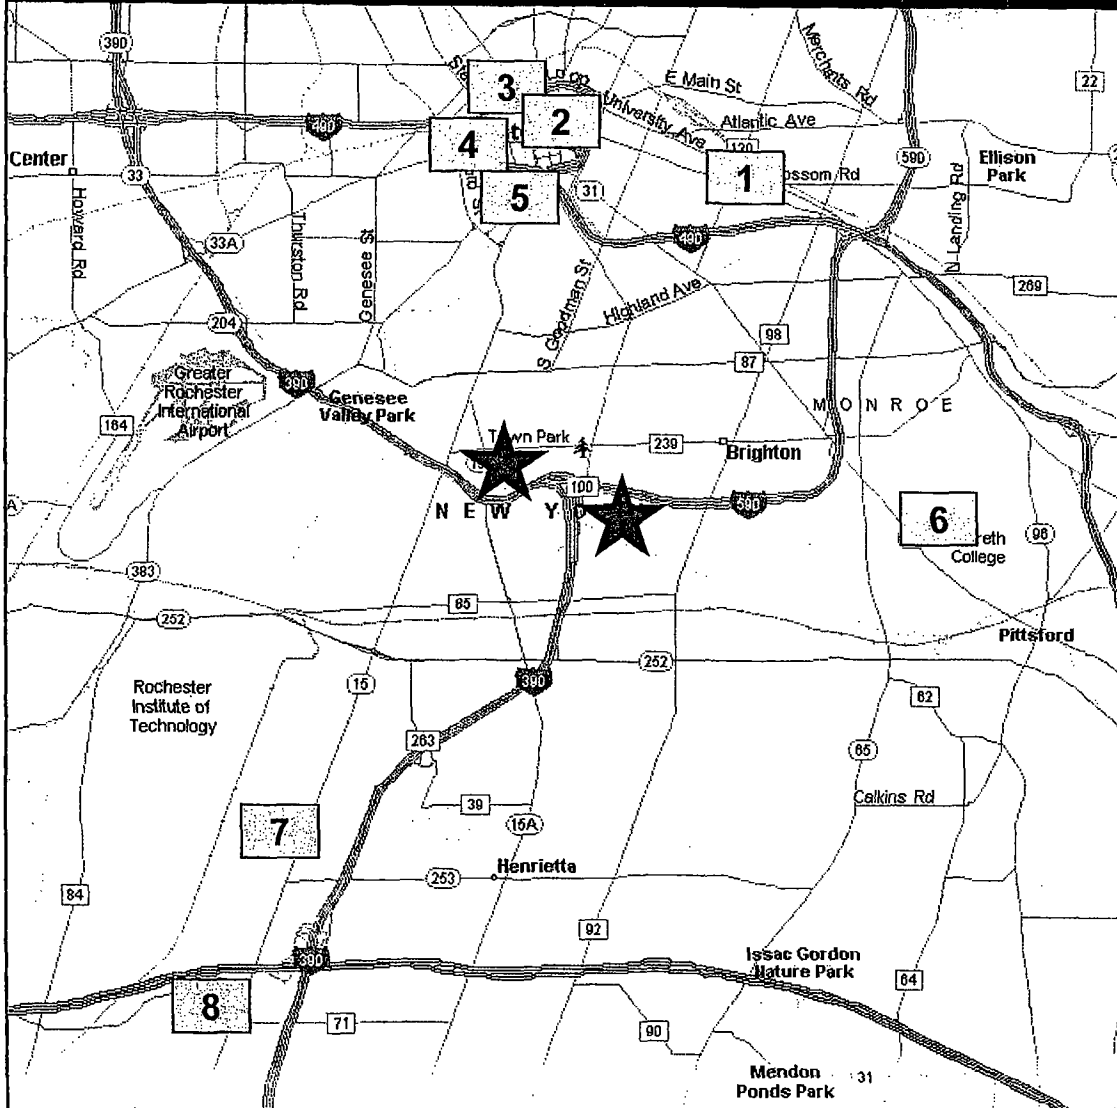 390
E Main St
Merchants Rd
22
3
2
University Ave
Atlantic Ave
490
4
Center
33
1
ossom Rd
590
Ellison
Park
5
31
Howard Rd
33A
Thurston Rd
Genesee St
490
N Landing Rd
S Goodman St
Highland Ave
269
204
98
87
Greater
Rochester
International
Airport
390
Genesee
Valley Park
164
M O N R O E
Town Park
239
Brighton
100
590
N E W Y
6
reth
College
96
383
65
252
Pittsford
252
Rochester
Institute of
Technology
15
390
62
263
65
39
Calkins Rd
15A
7
253
Henrietta
84
92
390
Issac Gordon
Nature Park
64
8
71
90
Mendon
Ponds Park
31